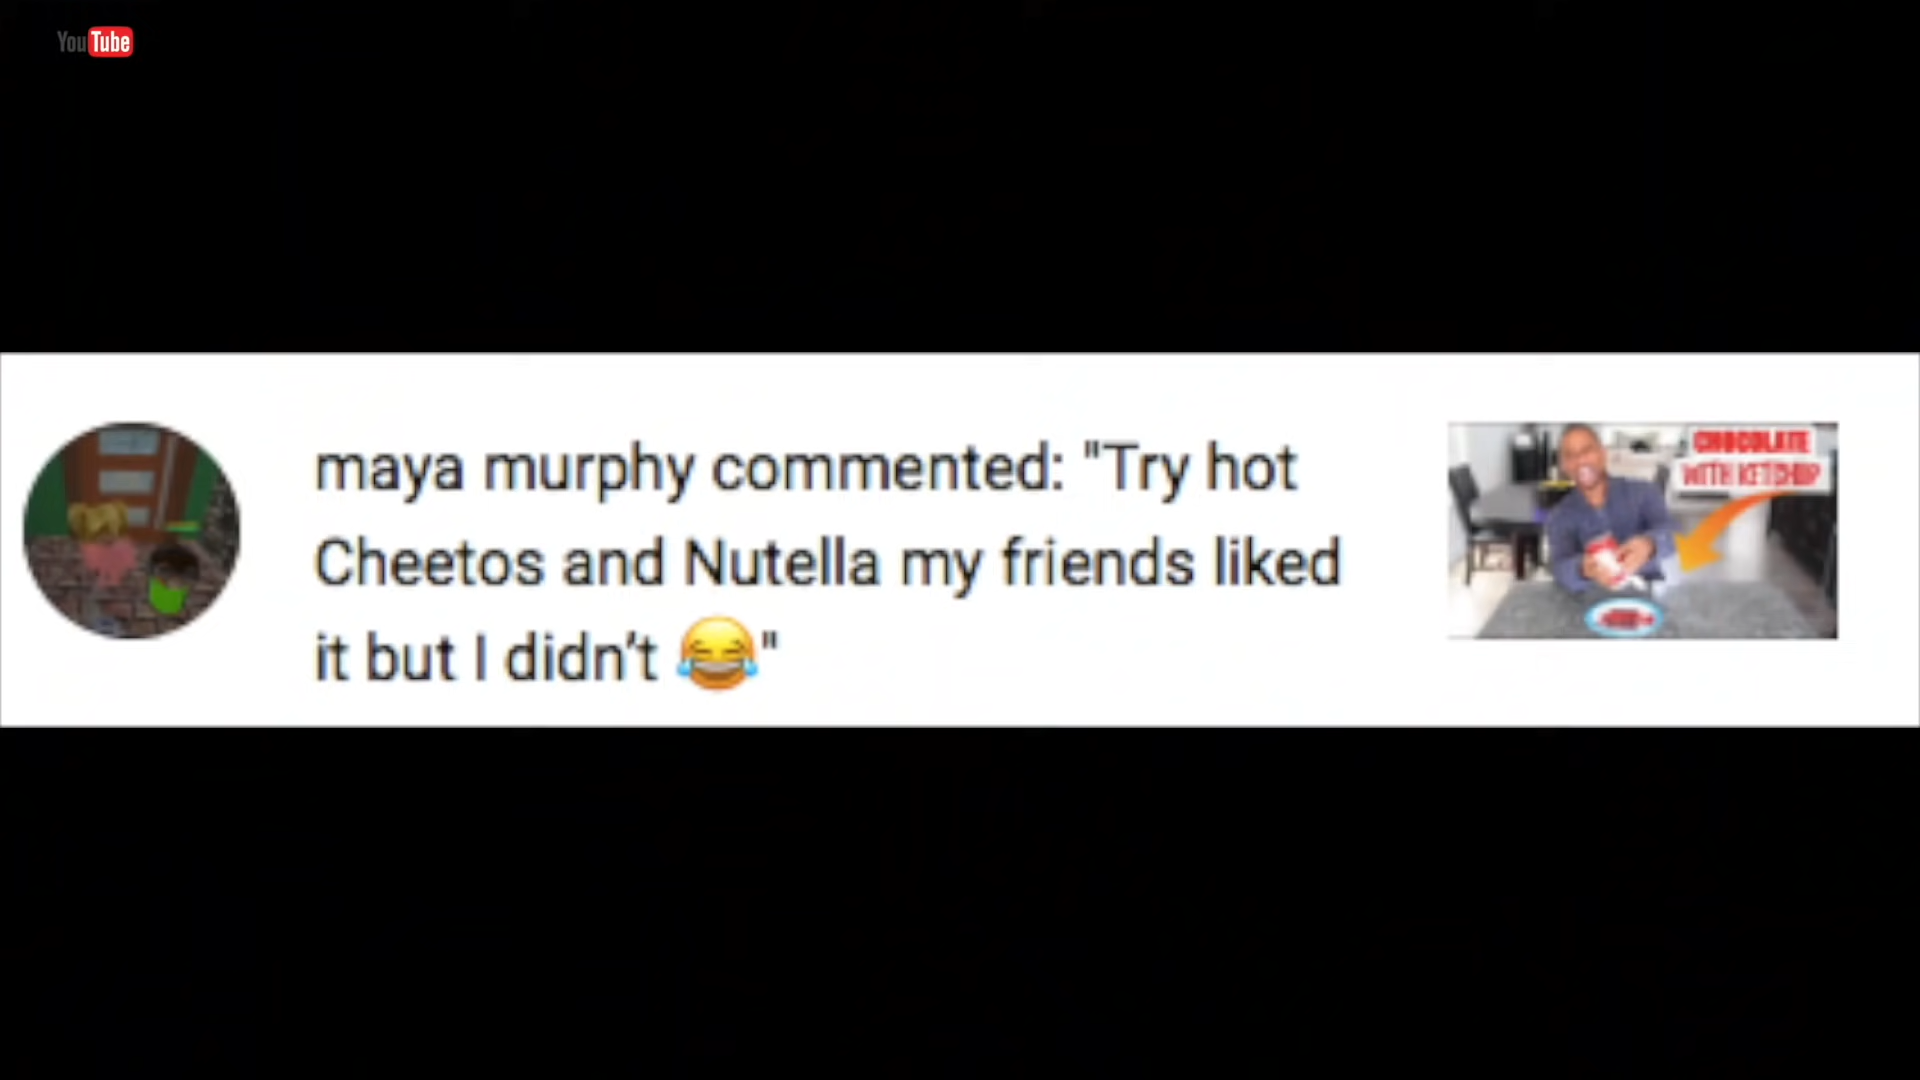 YouTube
maya murphy commented: "Try hot
Cheetos and Nutella my friends liked
it but I didn't 😂"
CHOCOLATE
WITH KETCHUP